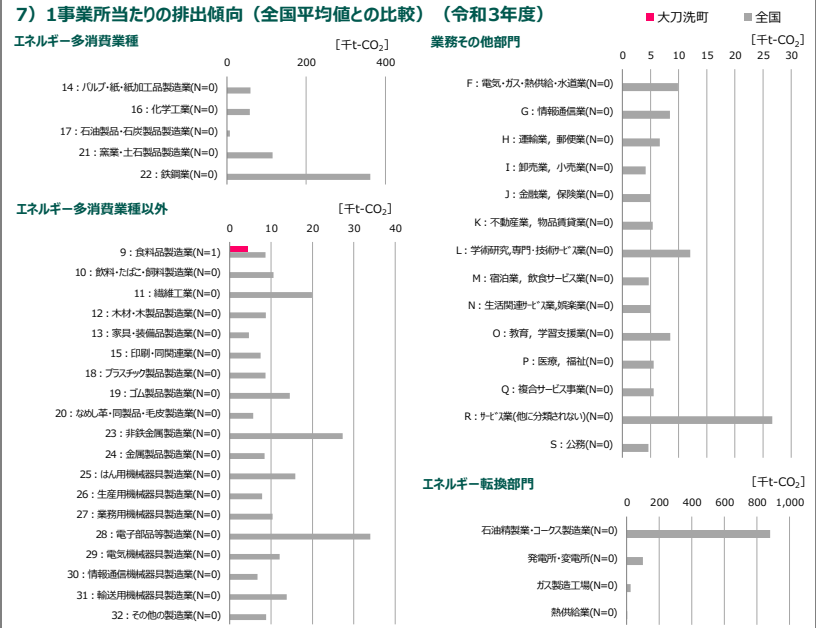 7）1事業所当たりの排出傾向（全国平均値との比較）（令和3年度）
■大刀洗町 ■全国
エネルギー多消費業種
[千t-CO₂]
0 200 400
14：パルプ・紙・紙加工品製造業(N=0)
16：化学工業(N=0)
17：石油製品・石炭製品製造業(N=0)
21：窯業・土石製品製造業(N=0)
22：鉄鋼業(N=0)
エネルギー多消費業種以外
[千t-CO₂]
0 10 20 30 40
9：食料品製造業(N=1)
10：飲料・たばこ・飼料製造業(N=0)
11：繊維工業(N=0)
12：木材・木製品製造業(N=0)
13：家具・装備品製造業(N=0)
15：印刷・同関連業(N=0)
18：プラスチック製品製造業(N=0)
19：ゴム製品製造業(N=0)
20：なめし革・同製品・毛皮製造業(N=0)
23：非鉄金属製造業(N=0)
24：金属製品製造業(N=0)
25：はん用機械器具製造業(N=0)
26：生産用機械器具製造業(N=0)
27：業務用機械器具製造業(N=0)
28：電子部品等製造業(N=0)
29：電気機械器具製造業(N=0)
30：情報通信機械器具製造業(N=0)
31：輸送用機械器具製造業(N=0)
32：その他の製造業(N=0)
業務その他部門
[千t-CO₂]
0 5 10 15 20 25 30
F：電気・ガス・熱供給・水道業(N=0)
G：情報通信業(N=0)
H：運輸業，郵便業(N=0)
I：卸売業，小売業(N=0)
J：金融業，保険業(N=0)
K：不動産業，物品賃貸業(N=0)
L：学術研究,専門・技術ｻｰﾋﾞｽ業(N=0)
M：宿泊業，飲食サービス業(N=0)
N：生活関連ｻｰﾋﾞｽ業,娯楽業(N=0)
O：教育，学習支援業(N=0)
P：医療，福祉(N=0)
Q：複合サービス事業(N=0)
R：ｻｰﾋﾞｽ業(他に分類されない)(N=0)
S：公務(N=0)
エネルギー転換部門
[千t-CO₂]
0 200 400 600 800 1,000
石油精製業・コークス製造業(N=0)
発電所・変電所(N=0)
ガス製造工場(N=0)
熱供給業(N=0)